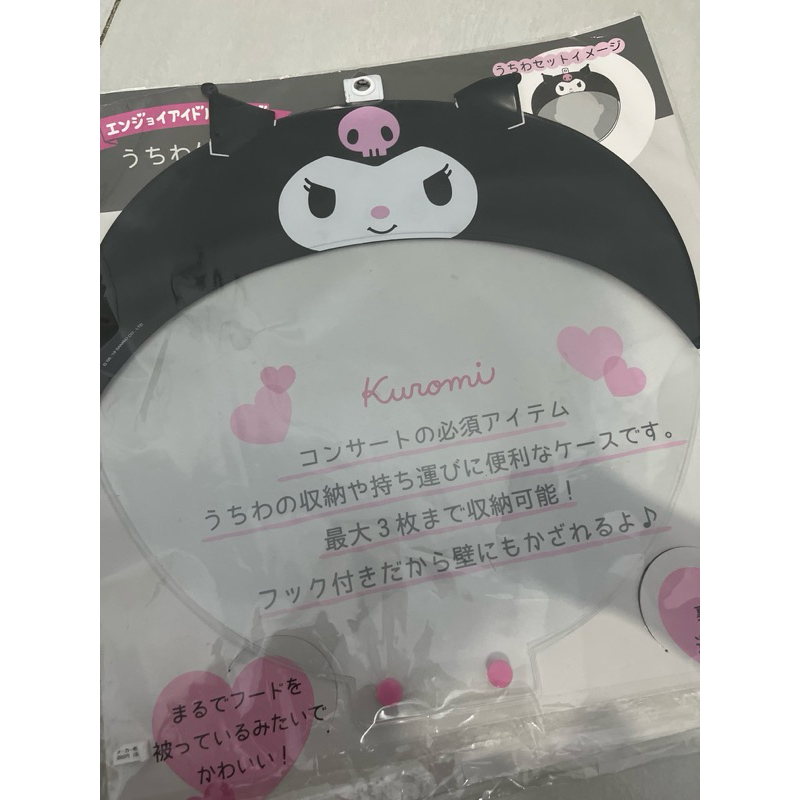 うちわセットイメージ
エンジョイアイド
うちわ
Kuromi
コンサートの必須アイテム
うちわの収納や持ち運びに便利なケースです。
最大3枚まで収納可能！
フック付きだから壁にもかざれるよ♪
まるでフードを
被っているみたいで、
かわいい！